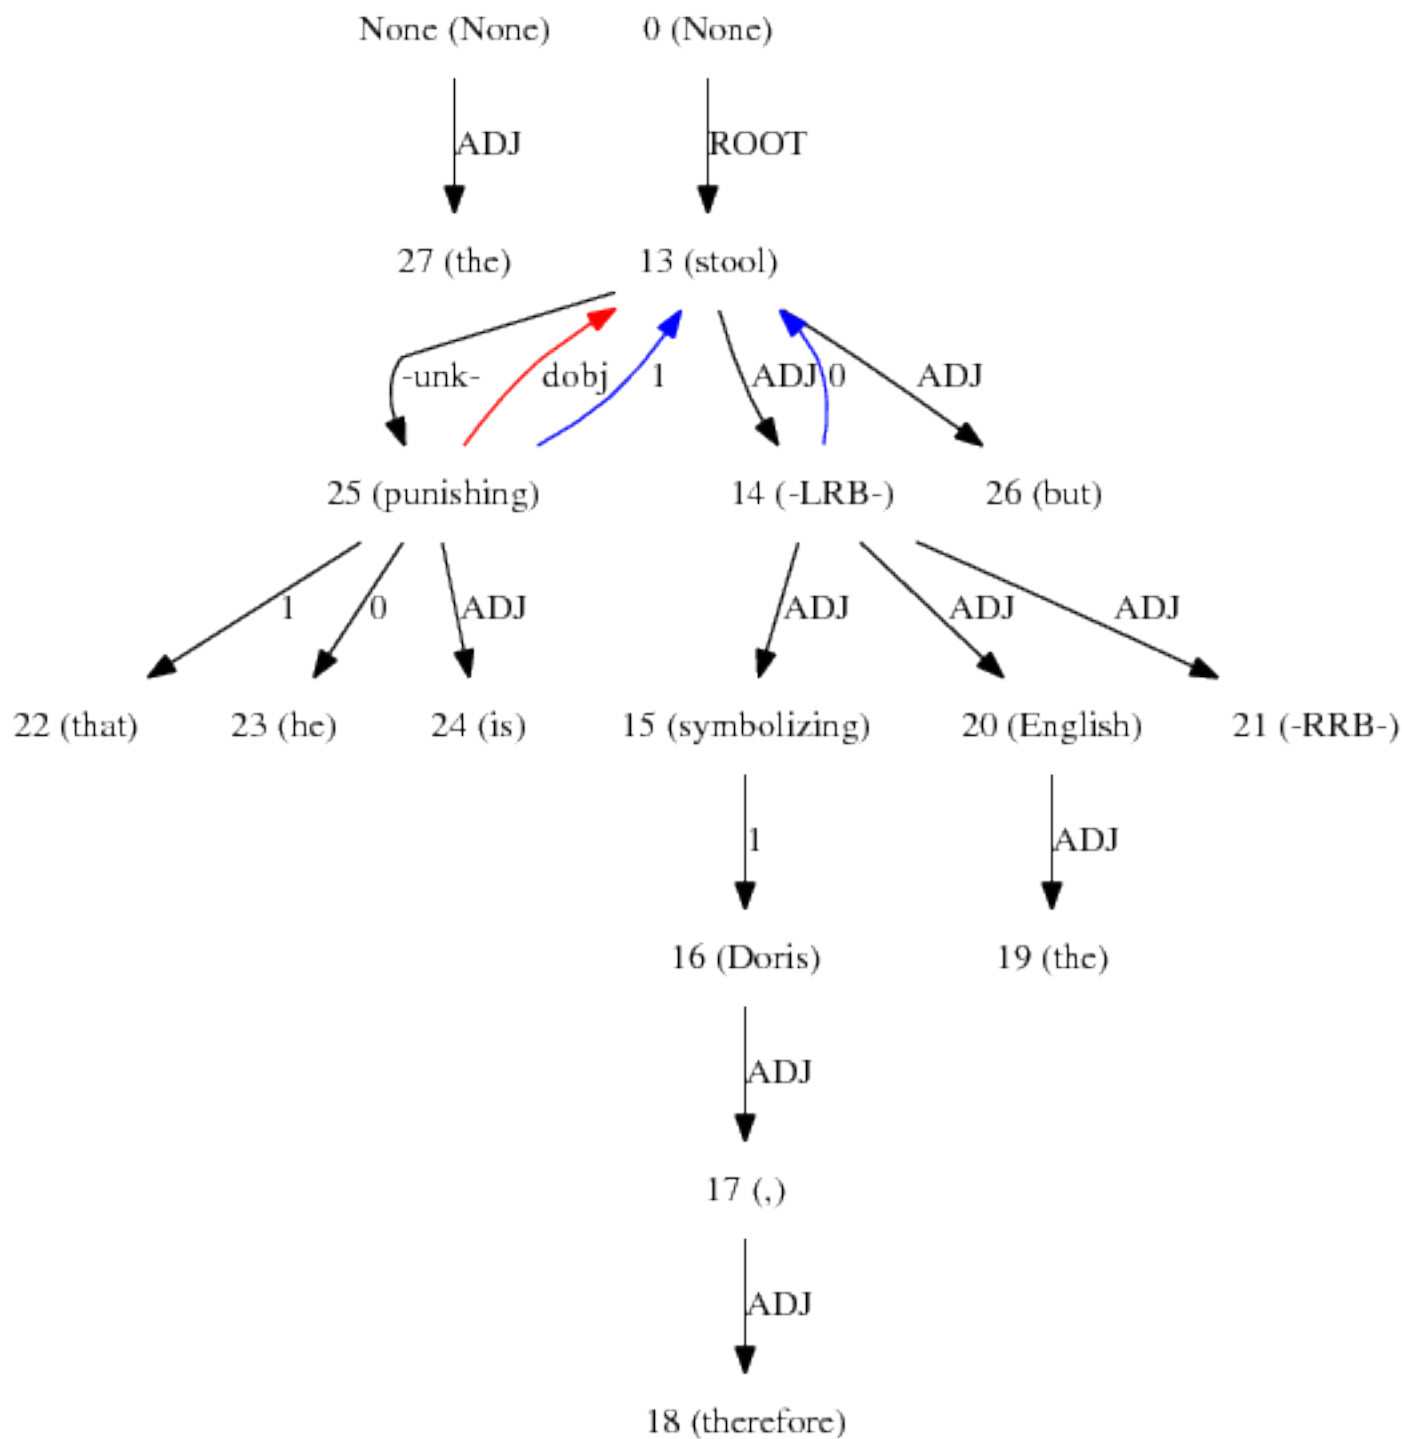 None (None) 0 (None)
ADJ ROOT
27 (the) 13 (stool)
-unk- dobj 1 ADJ 0 ADJ
25 (punishing) 14 (-LRB-) 26 (but)
1 0 ADJ ADJ ADJ ADJ
22 (that) 23 (he) 24 (is) 15 (symbolizing) 20 (English) 21 (-RRB-)
1 ADJ
16 (Doris) 19 (the)
ADJ
17 (,)
ADJ
18 (therefore)